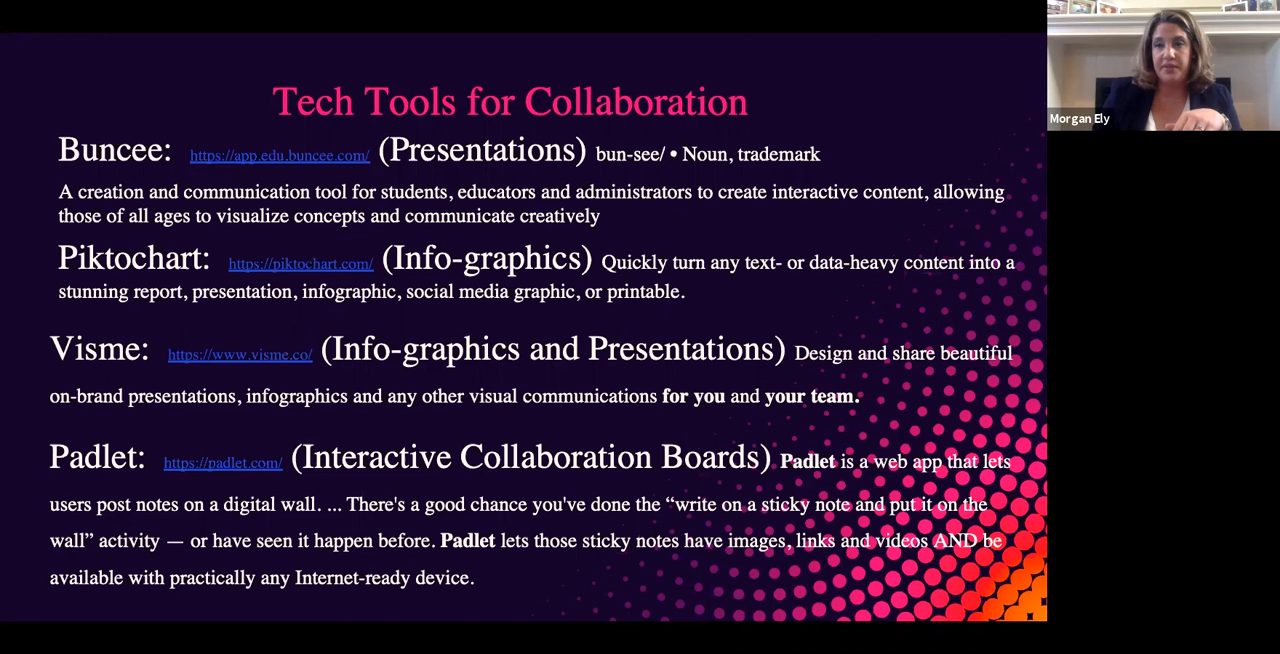 Tech Tools for Collaboration
Buncee: https://app.edu.buncee.com/ (Presentations) bun-see/ • Noun, trademark
A creation and communication tool for students, educators and administrators to create interactive content, allowing
those of all ages to visualize concepts and communicate creatively
Piktochart: https://piktochart.com/ (Info-graphics) Quickly turn any text- or data-heavy content into a
stunning report, presentation, infographic, social media graphic, or printable.
Visme: https://www.visme.co/ (Info-graphics and Presentations) Design and share beautiful
on-brand presentations, infographics and any other visual communications for you and your team.
Padlet: https://padlet.com/ (Interactive Collaboration Boards) Padlet is a web app that lets
users post notes on a digital wall. ... There's a good chance you've done the “write on a sticky note and put it on the
wall” activity — or have seen it happen before. Padlet lets those sticky notes have images, links and videos AND be
available with practically any Internet-ready device.
Morgan Ely